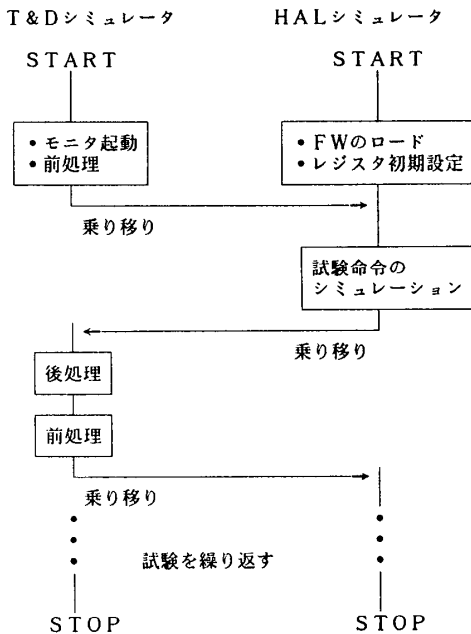 T&Dシミュレータ
HALシミュレータ
START
START
• モニタ起動
• 前処理
• FWのロード
• レジスタ初期設定
乗り移り
試験命令の
シミュレーション
乗り移り
後処理
前処理
乗り移り
試験を繰り返す
STOP
STOP